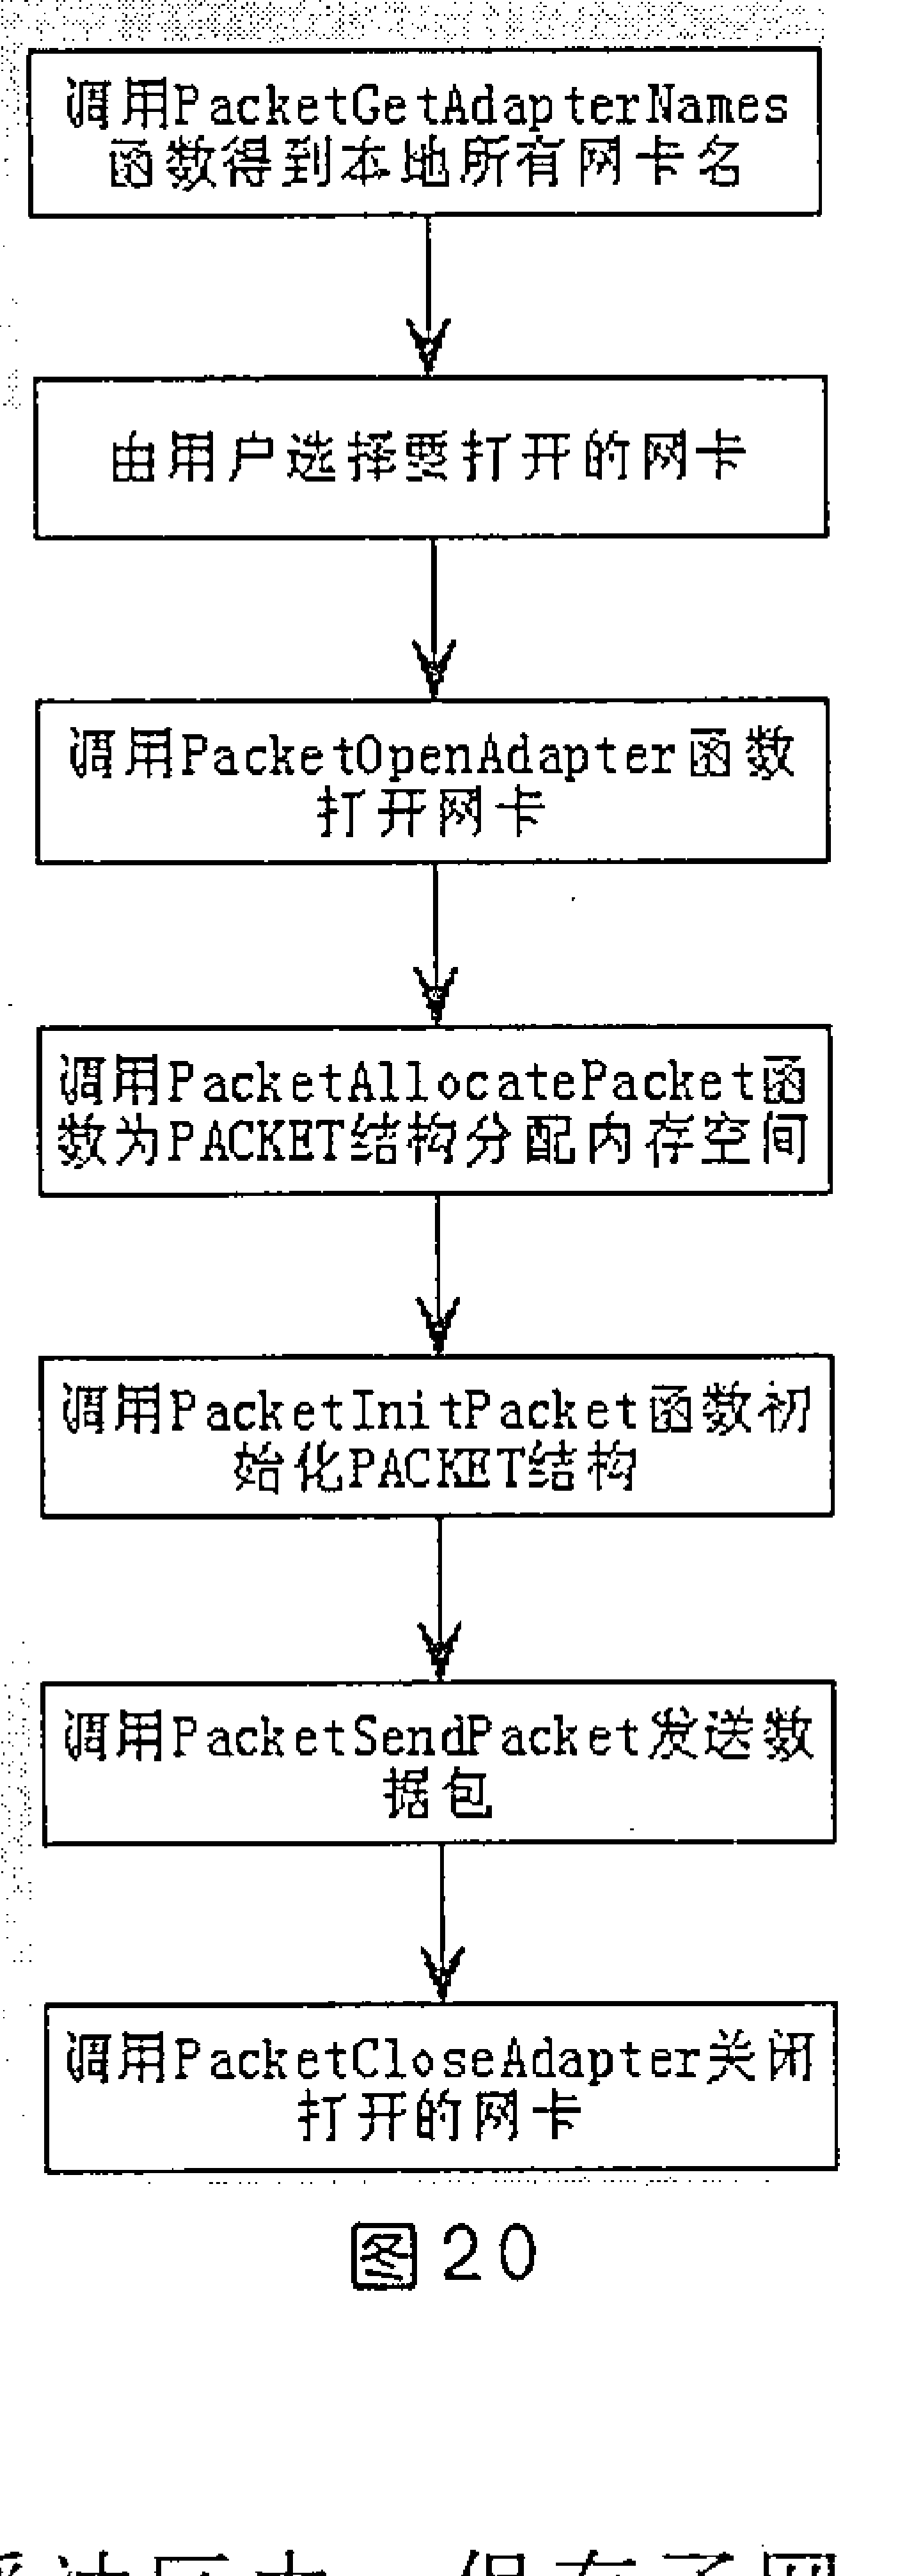 调用PacketGetAdapterNames
函数得到本地所有网卡名
由用户选择要打开的网卡
调用PacketOpenAdapter函数
打开网卡
调用PacketAllocatePacket函
数为PACKET结构分配内存空间
调用PacketInitPacket函数初
始化PACKET结构
调用PacketSendPacket发送数
据包
调用PacketCloseAdapter关闭
打开的网卡
图20